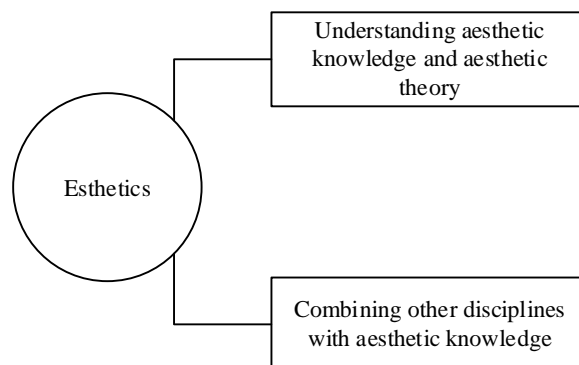 Understanding aesthetic
knowledge and aesthetic
theory
Esthetics
Combining other disciplines
with aesthetic knowledge